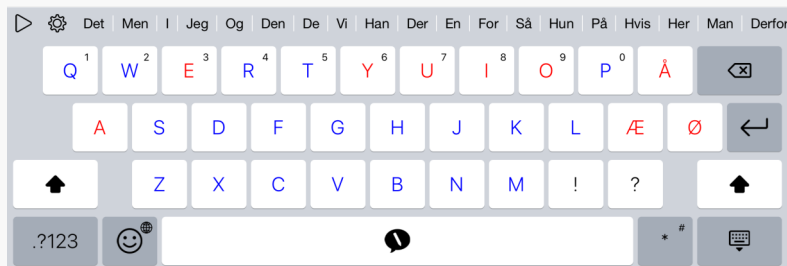 Det Men I Jeg Og Den De Vi Han Der En For Så Hun På Hvis Her Man Derfor
Q 1 W 2 E 3 R 4 T 5 Y 6 U 7 I 8 O 9 P 0 Å
A S D F G H J K L Æ Ø
Z X C V B N M ! ?
.?123 * #